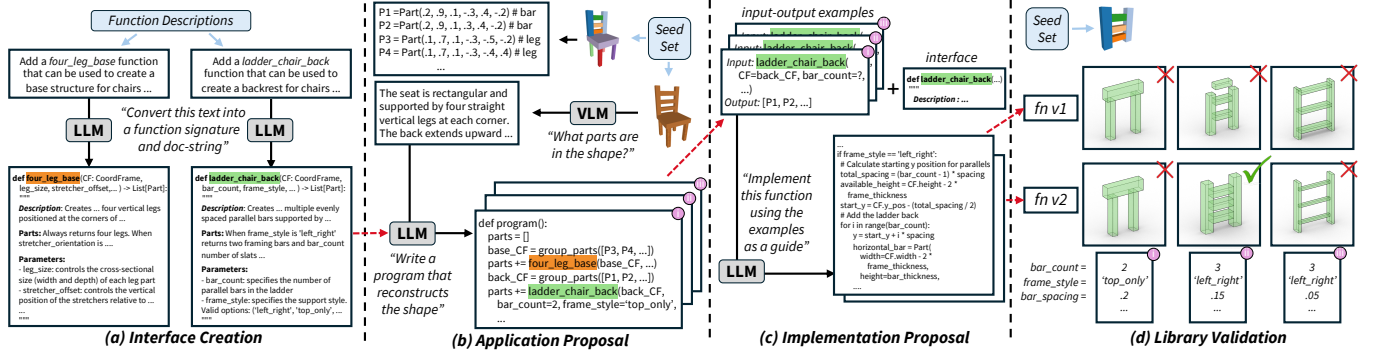 Function Descriptions
Add a four_leg_base function
that can be used to create a
base structure for chairs ...
Add a ladder_chair_back
function that can be used to
create a backrest for chairs ...
LLM
"Convert this text into
a function signature
and doc-string"
LLM
def four_leg_base(CF: CoordFrame,
leg_size, stretcher_offset,... ) -> List[Part]:
"""
Description: Creates ... four vertical legs
positioned at the corners of ...
Parts: Always returns four legs. When
stretcher_orientation is ....
Parameters:
- leg_size: controls the cross-sectional
size (width and depth) of each leg part
- stretcher_offset: controls the vertical
position of the stretchers relative to ...
"""
def ladder_chair_back(CF: CoordFrame,
bar_count, frame_style, ... ) -> List[Part]:
"""
Description: Creates ... multiple evenly
spaced parallel bars supported by ...
Parts: When frame_style is 'left_right'
returns two framing bars and bar_count
number of slats ...
Parameters:
- bar_count: specifies the number of
parallel bars in the ladder
- frame_style: specifies the support style.
Valid options: ('left_right', 'top_only', ...
"""
(a) Interface Creation
P1 =Part(.2, .9, .1, -.3, .4, -.2) # bar
P2 =Part(.2, .9, .1, .3, .4, -.2) # bar
P3 = Part(.1, .7, .1, -.3, -.5, -.2) # leg
P4 = Part(.1, .7, .1, -.3, -.4, .4) # leg
...
Seed
Set
The seat is rectangular and
supported by four straight
vertical legs at each corner.
The back extends upward ...
VLM
"What parts are
in the shape?"
LLM
"Write a
program that
reconstructs
the shape"
def program():
parts = []
base_CF = group_parts([P3, P4, ...])
parts += four_leg_base(base_CF, ...)
back_CF = group_parts([P1, P2, ...])
parts += ladder_chair_back(back_CF,
bar_count=2, frame_style='top_only',
...
(b) Application Proposal
input-output examples
Input: ladder_chair_back(
CF=back_CF, bar_count=?,
...)
Output: [P1, P2, ...]
+
interface
def ladder_chair_back(...)
Description : ...
LLM
"Implement
this function
using the
examples
as a guide"
...
if frame_style == 'left_right':
# Calculate starting y position for parallels
total_spacing = (bar_count - 1) * spacing
available_height = CF.height - 2 *
frame_thickness
start_y = CF.y_pos - (total_spacing / 2)
# Add the ladder back
for i in range(bar_count):
y = start_y + i * spacing
horizontal_bar = Part(
width=CF.width - 2 *
frame_thickness,
height=bar_thickness,
....
(c) Implementation Proposal
Seed
Set
fn v1
fn v2
bar_count =
frame_style =
bar_spacing =
2
'top_only'
.2
...
3
'left_right'
.15
...
3
'left_right'
.05
...
(d) Library Validation